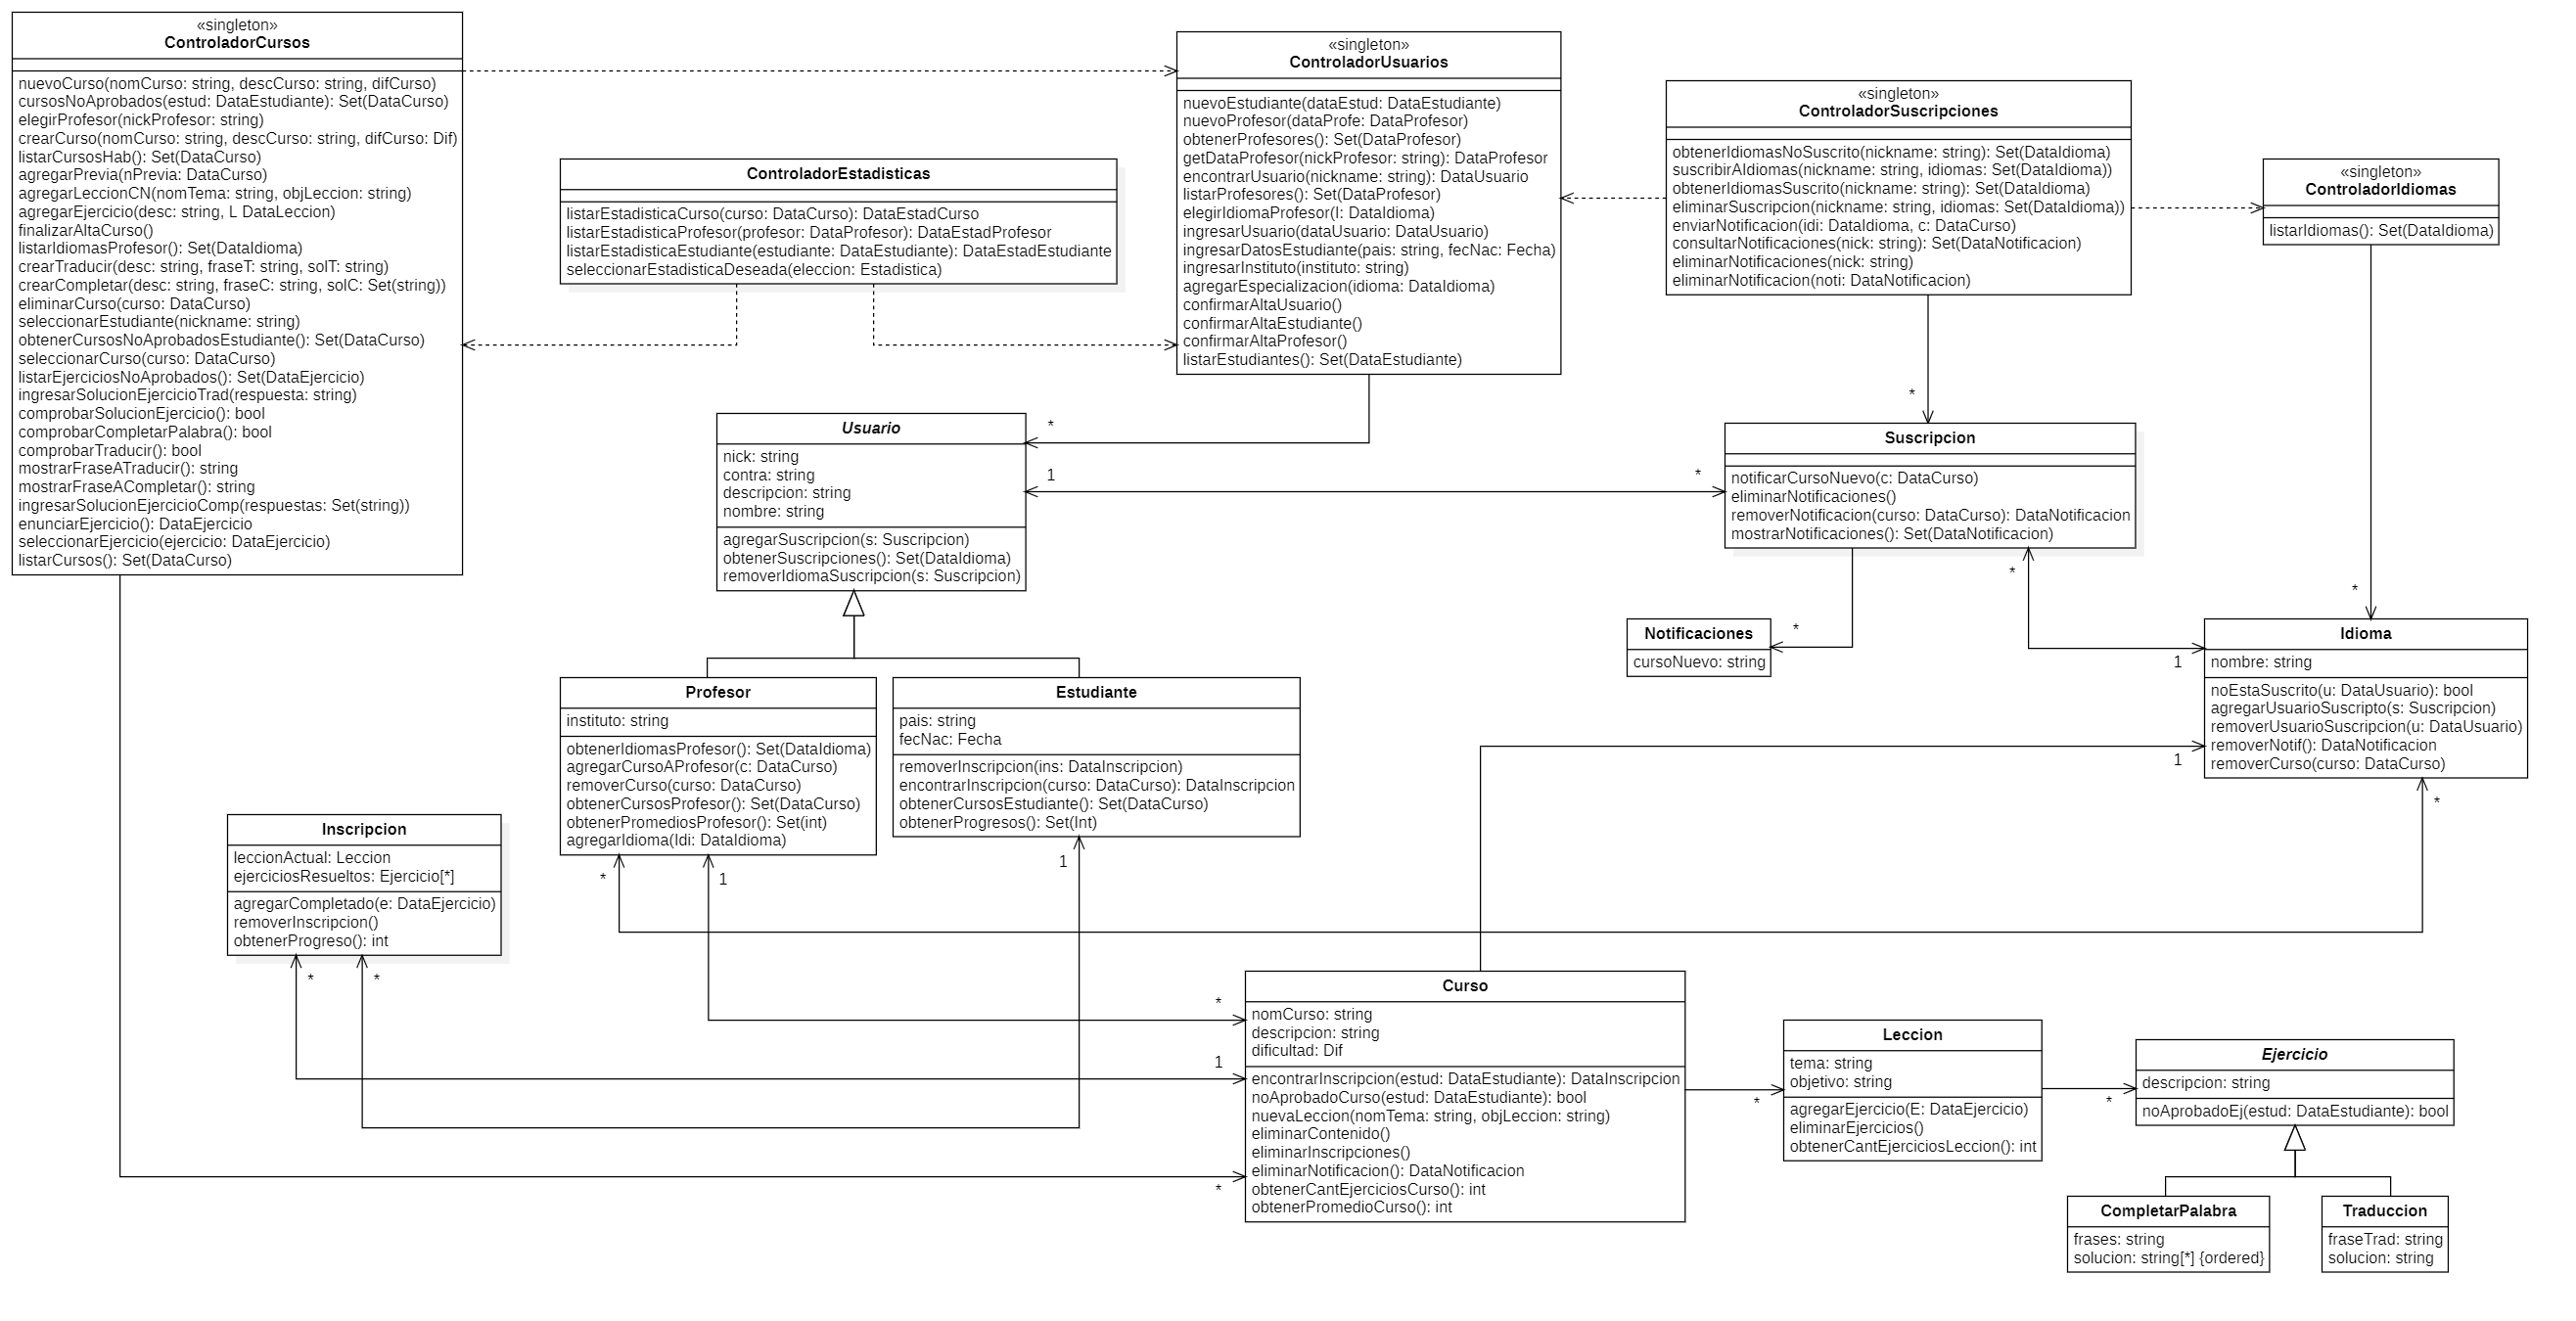 «singleton»
ControladorCursos
nuevoCurso(nomCurso: string, descCurso: string, difCurso)
cursosNoAprobados(estud: DataEstudiante): Set(DataCurso)
elegirProfesor(nickProfesor: string)
crearCurso(nomCurso: string, descCurso: string, difCurso: Dif)
listarCursosHab(): Set(DataCurso)
agregarPrevia(nPrevia: DataCurso)
agregarLeccionCN(nomTema: string, objLeccion: string)
agregarEjercicio(desc: string, L DataLeccion)
finalizarAltaCurso()
listarIdiomasProfesor(): Set(DataIdioma)
crearTraducir(desc: string, fraseT: string, solT: string)
crearCompletar(desc: string, fraseC: string, solC: Set(string))
eliminarCurso(curso: DataCurso)
seleccionarEstudiante(nickname: string)
obtenerCursosNoAprobadosEstudiante(): Set(DataCurso)
seleccionarCurso(curso: DataCurso)
listarEjerciciosNoAprobados(): Set(DataEjercicio)
ingresarSolucionEjercicioTrad(respuesta: string)
comprobarSolucionEjercicio(): bool
comprobarCompletarPalabra(): bool
comprobarTraducir(): bool
mostrarFraseATraducir(): string
mostrarFraseACompletar(): string
ingresarSolucionEjercicioComp(respuestas: Set(string))
enunciarEjercicio(): DataEjercicio
seleccionarEjercicio(ejercicio: DataEjercicio)
listarCursos(): Set(DataCurso)
ControladorEstadisticas
listarEstadisticaCurso(curso: DataCurso): DataEstadCurso
listarEstadisticaProfesor(profesor: DataProfesor): DataEstadProfesor
listarEstadisticaEstudiante(estudiante: DataEstudiante): DataEstadEstudiante
seleccionarEstadisticaDeseada(eleccion: Estadistica)
«singleton»
ControladorUsuarios
nuevoEstudiante(dataEstud: DataEstudiante)
nuevoProfesor(dataProfe: DataProfesor)
obtenerProfesores(): Set(DataProfesor)
getDataProfesor(nickProfesor: string): DataProfesor
encontrarUsuario(nickname: string): DataUsuario
listarProfesores(): Set(DataProfesor)
elegirIdiomaProfesor(I: DataIdioma)
ingresarUsuario(dataUsuario: DataUsuario)
ingresarDatosEstudiante(pais: string, fecNac: Fecha)
ingresarInstituto(instituto: string)
agregarEspecializacion(idioma: DataIdioma)
confirmarAltaUsuario()
confirmarAltaEstudiante()
confirmarAltaProfesor()
listarEstudiantes(): Set(DataEstudiante)
«singleton»
ControladorSuscripciones
obtenerIdiomasNoSuscrito(nickname: string): Set(DataIdioma)
suscribirAIdiomas(nickname: string, idiomas: Set(DataIdioma))
obtenerIdiomasSuscrito(nickname: string): Set(DataIdioma)
eliminarSuscripcion(nickname: string, idiomas: Set(DataIdioma))
enviarNotificacion(idi: DataIdioma, c: DataCurso)
consultarNotificaciones(nick: string): Set(DataNotificacion)
eliminarNotificaciones(nick: string)
eliminarNotificacion(noti: DataNotificacion)
«singleton»
ControladorIdiomas
listarIdiomas(): Set(DataIdioma)
*
*
1
*
Usuario
nick: string
contra: string
descripcion: string
nombre: string
agregarSuscripcion(s: Suscripcion)
obtenerSuscripciones(): Set(DataIdioma)
removerIdiomaSuscripcion(s: Suscripcion)
Suscripcion
notificarCursoNuevo(c: DataCurso)
eliminarNotificaciones()
removerNotificacion(curso: DataCurso): DataNotificacion
mostrarNotificaciones(): Set(DataNotificacion)
*
*
*
1
Notificaciones
cursoNuevo: string
Idioma
nombre: string
noEstaSuscrito(u: DataUsuario): bool
agregarUsuarioSuscripto(s: Suscripcion)
removerUsuarioSuscripcion(u: DataUsuario)
removerNotif(): DataNotificacion
removerCurso(curso: DataCurso)
1
*
Profesor
instituto: string
obtenerIdiomasProfesor(): Set(DataIdioma)
agregarCursoAProfesor(c: DataCurso)
removerCurso(curso: DataCurso)
obtenerCursosProfesor(): Set(DataCurso)
obtenerPromediosProfesor(): Set(int)
agregarIdioma(Idi: DataIdioma)
*
1
Estudiante
pais: string
fecNac: Fecha
removerInscripcion(ins: DataInscripcion)
encontrarInscripcion(curso: DataCurso): DataInscripcion
obtenerCursosEstudiante(): Set(DataCurso)
obtenerProgresos(): Set(Int)
1
Inscripcion
leccionActual: Leccion
ejerciciosResueltos: Ejercicio[*]
agregarCompletado(e: DataEjercicio)
removerInscripcion()
obtenerProgreso(): int
*
*
*
1
*
Curso
nomCurso: string
descripcion: string
dificultad: Dif
encontrarInscripcion(estud: DataEstudiante): DataInscripcion
noAprobadoCurso(estud: DataEstudiante): bool
nuevaLeccion(nomTema: string, objLeccion: string)
eliminarContenido()
eliminarInscripciones()
eliminarNotificacion(): DataNotificacion
obtenerCantEjerciciosCurso(): int
obtenerPromedioCurso(): int
*
Leccion
tema: string
objetivo: string
agregarEjercicio(E: DataEjercicio)
eliminarEjercicios()
obtenerCantEjerciciosLeccion(): int
*
Ejercicio
descripcion: string
noAprobadoEj(estud: DataEstudiante): bool
CompletarPalabra
frases: string
solucion: string[*] {ordered}
Traduccion
fraseTrad: string
solucion: string